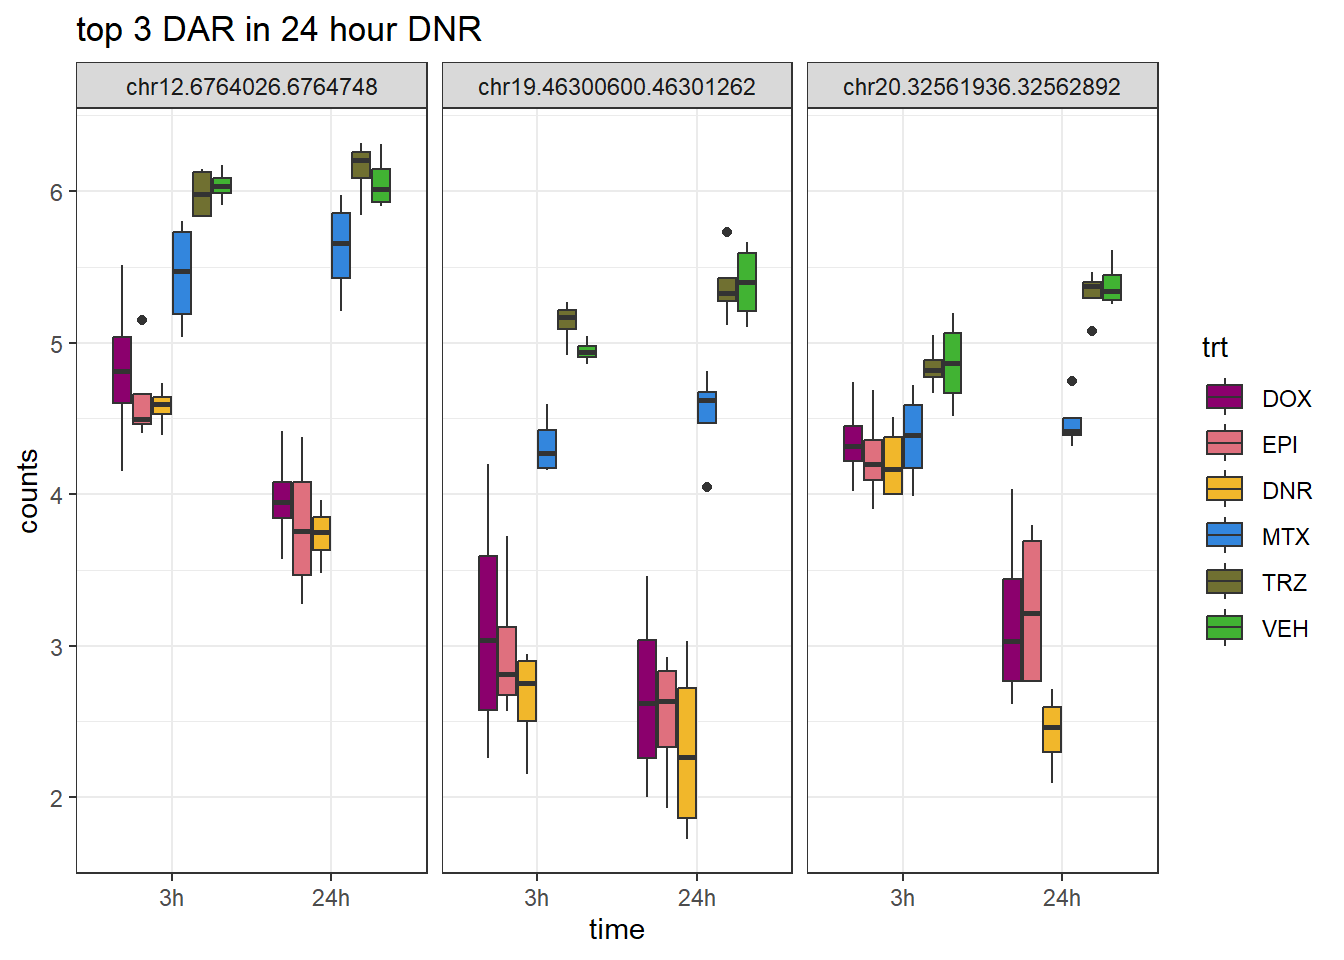 top 3 DAR in 24 hour DNR
chr12.6764026.6764748
chr19.46300600.46301262
chr20.32561936.32562892
6
5
4
3
2
counts
3h
24h
3h
24h
3h
24h
time
trt
DOX
EPI
DNR
MTX
TRZ
VEH